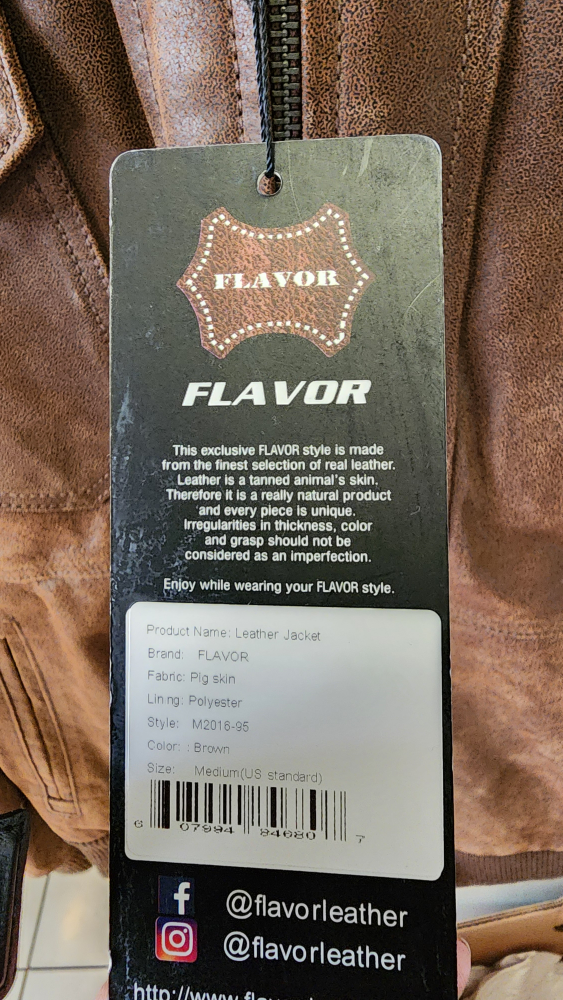 FLAVOR
FLAVOR
This exclusive FLAVOR style is made
from the finest selection of real leather.
Leather is a tanned animal's skin.
Therefore it is a really natural product
and every piece is unique.
Irregularities in thickness, color
and grasp should not be
considered as an imperfection.
Enjoy while wearing your FLAVOR style.
Product Name: Leather Jacket
Brand: FLAVOR
Fabric: Pig skin
Lining: Polyester
Style: M2016-95
Color: : Brown
Size: Medium(US standard)
6 07994 84680 7
@flavorleather
@flavorleather